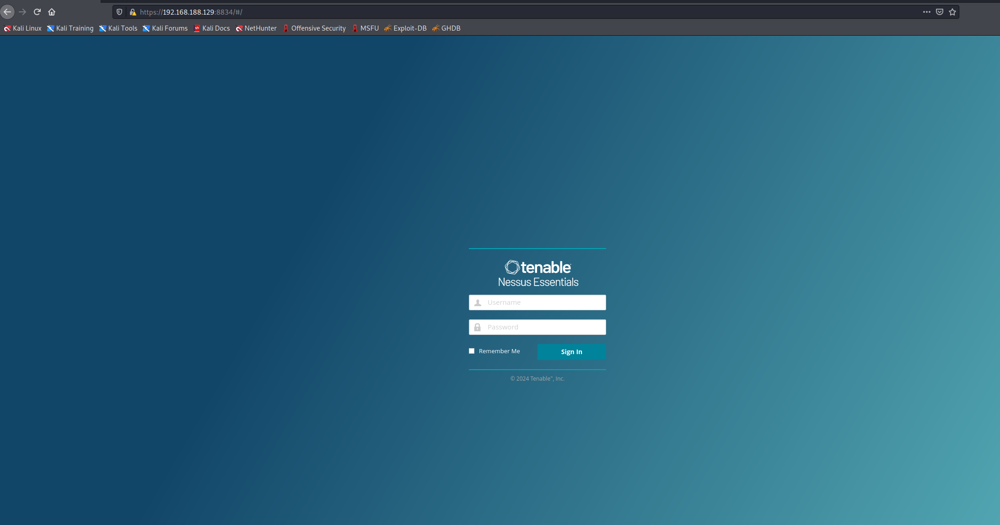 https://192.168.188.129:8834/#/
Kali Linux Kali Training Kali Tools Kali Forums Kali Docs NetHunter Offensive Security MSFU Exploit-DB GHDB
tenable
Nessus Essentials
Username
Password
Remember Me Sign In
© 2024 Tenable™, Inc.